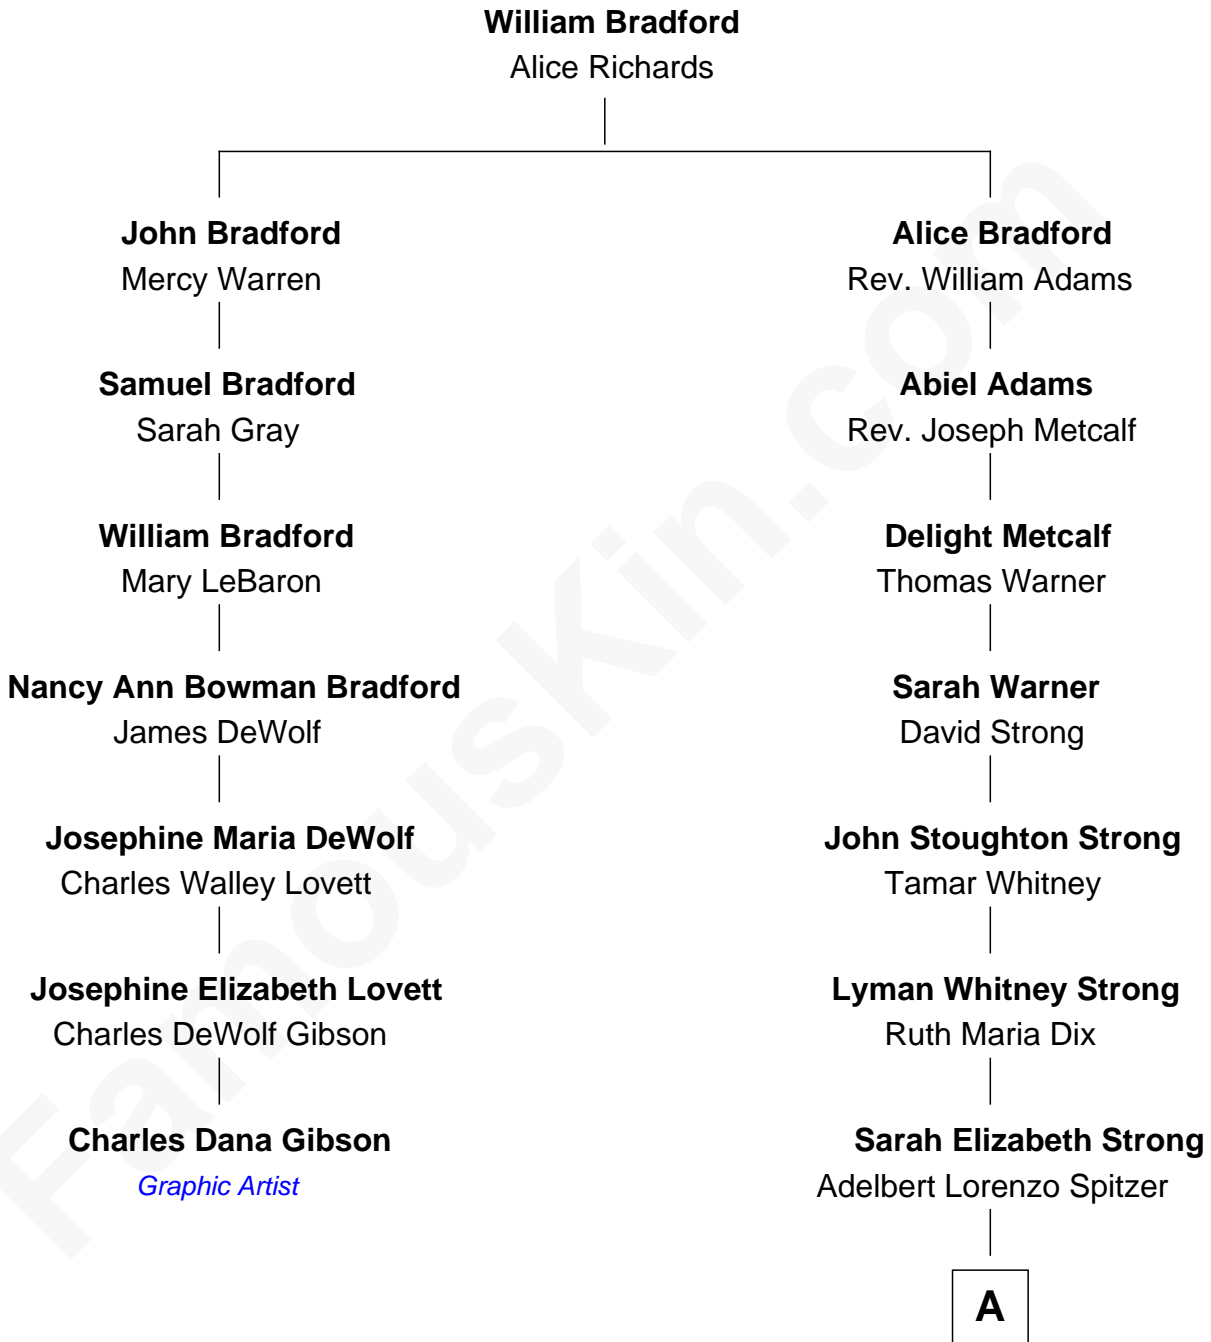 William Bradford
Alice Richards
John Bradford
Mercy Warren
Samuel Bradford
Sarah Gray
William Bradford
Mary LeBaron
Nancy Ann Bowman Bradford
James DeWolf
Josephine Maria DeWolf
Charles Walley Lovett
Josephine Elizabeth Lovett
Charles DeWolf Gibson
Charles Dana Gibson
Graphic Artist
Alice Bradford
Rev. William Adams
Abiel Adams
Rev. Joseph Metcalf
Delight Metcalf
Thomas Warner
Sarah Warner
David Strong
John Stoughton Strong
Tamar Whitney
Lyman Whitney Strong
Ruth Maria Dix
Sarah Elizabeth Strong
Adelbert Lorenzo Spitzer
A
FamousKin.com